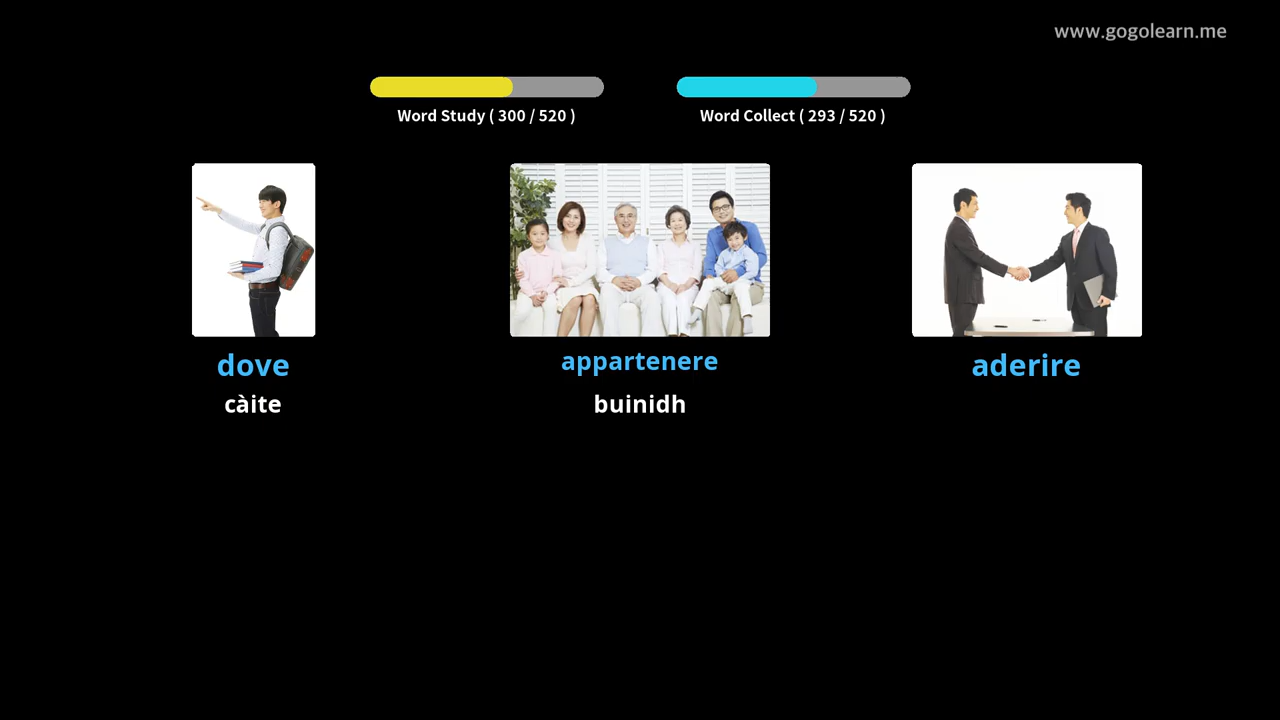 www.gogolearn.me
Word Study ( 300 / 520 )
Word Collect ( 293 / 520 )
dove
càite
appartenere
buinidh
aderire